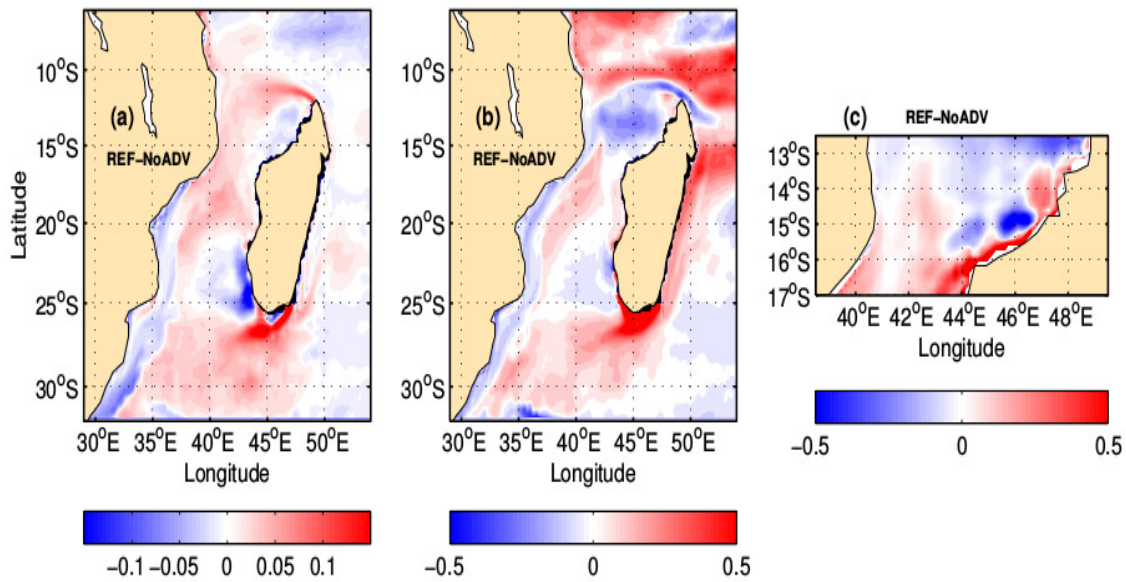 (a)
REF−NoADV
Latitude
10°S
15°S
20°S
25°S
30°S
30°E 35°E 40°E 45°E 50°E
Longitude
−0.1 −0.05 0 0.05 0.1
(b)
REF−NoADV
10°S
15°S
20°S
25°S
30°S
30°E 35°E 40°E 45°E 50°E
Longitude
−0.5 0 0.5
(c) REF−NoADV
13°S
14°S
15°S
16°S
17°S
40°E 42°E 44°E 46°E 48°E
Longitude
−0.5 0 0.5